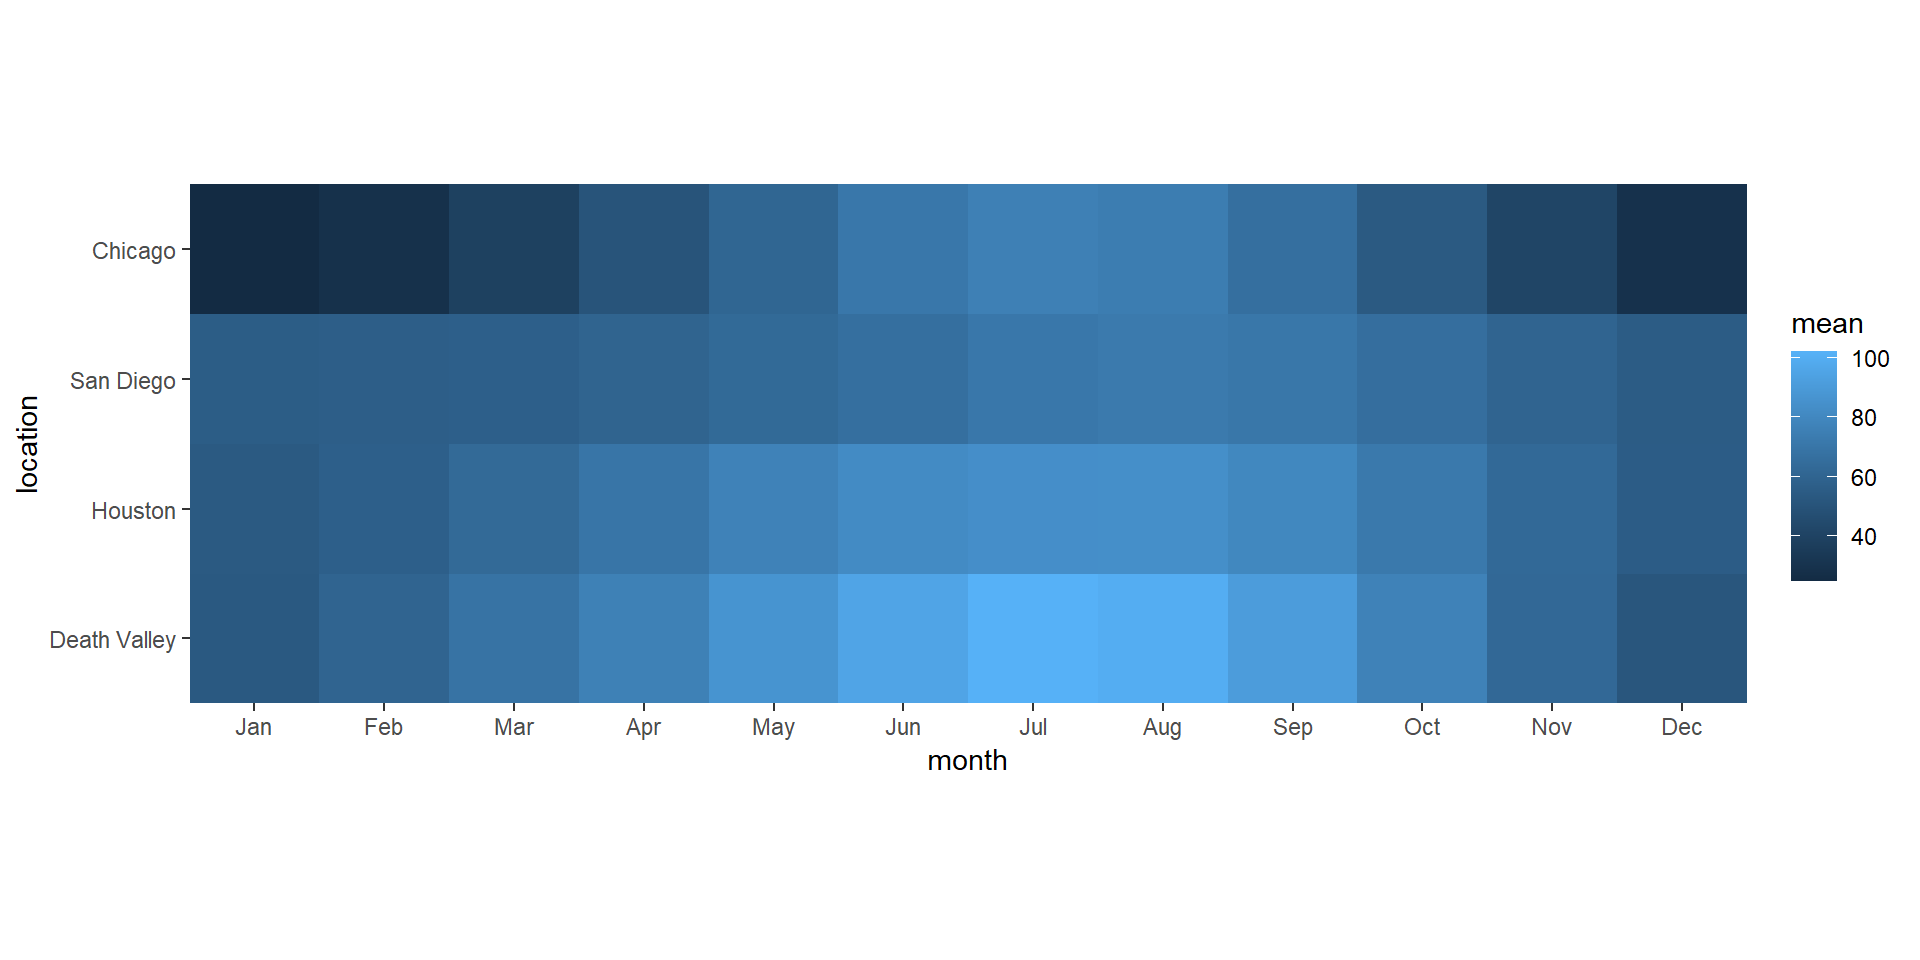 location
Chicago
San Diego
Houston
Death Valley
Jan Feb Mar Apr May Jun Jul Aug Sep Oct Nov Dec
month
mean
100
80
60
40